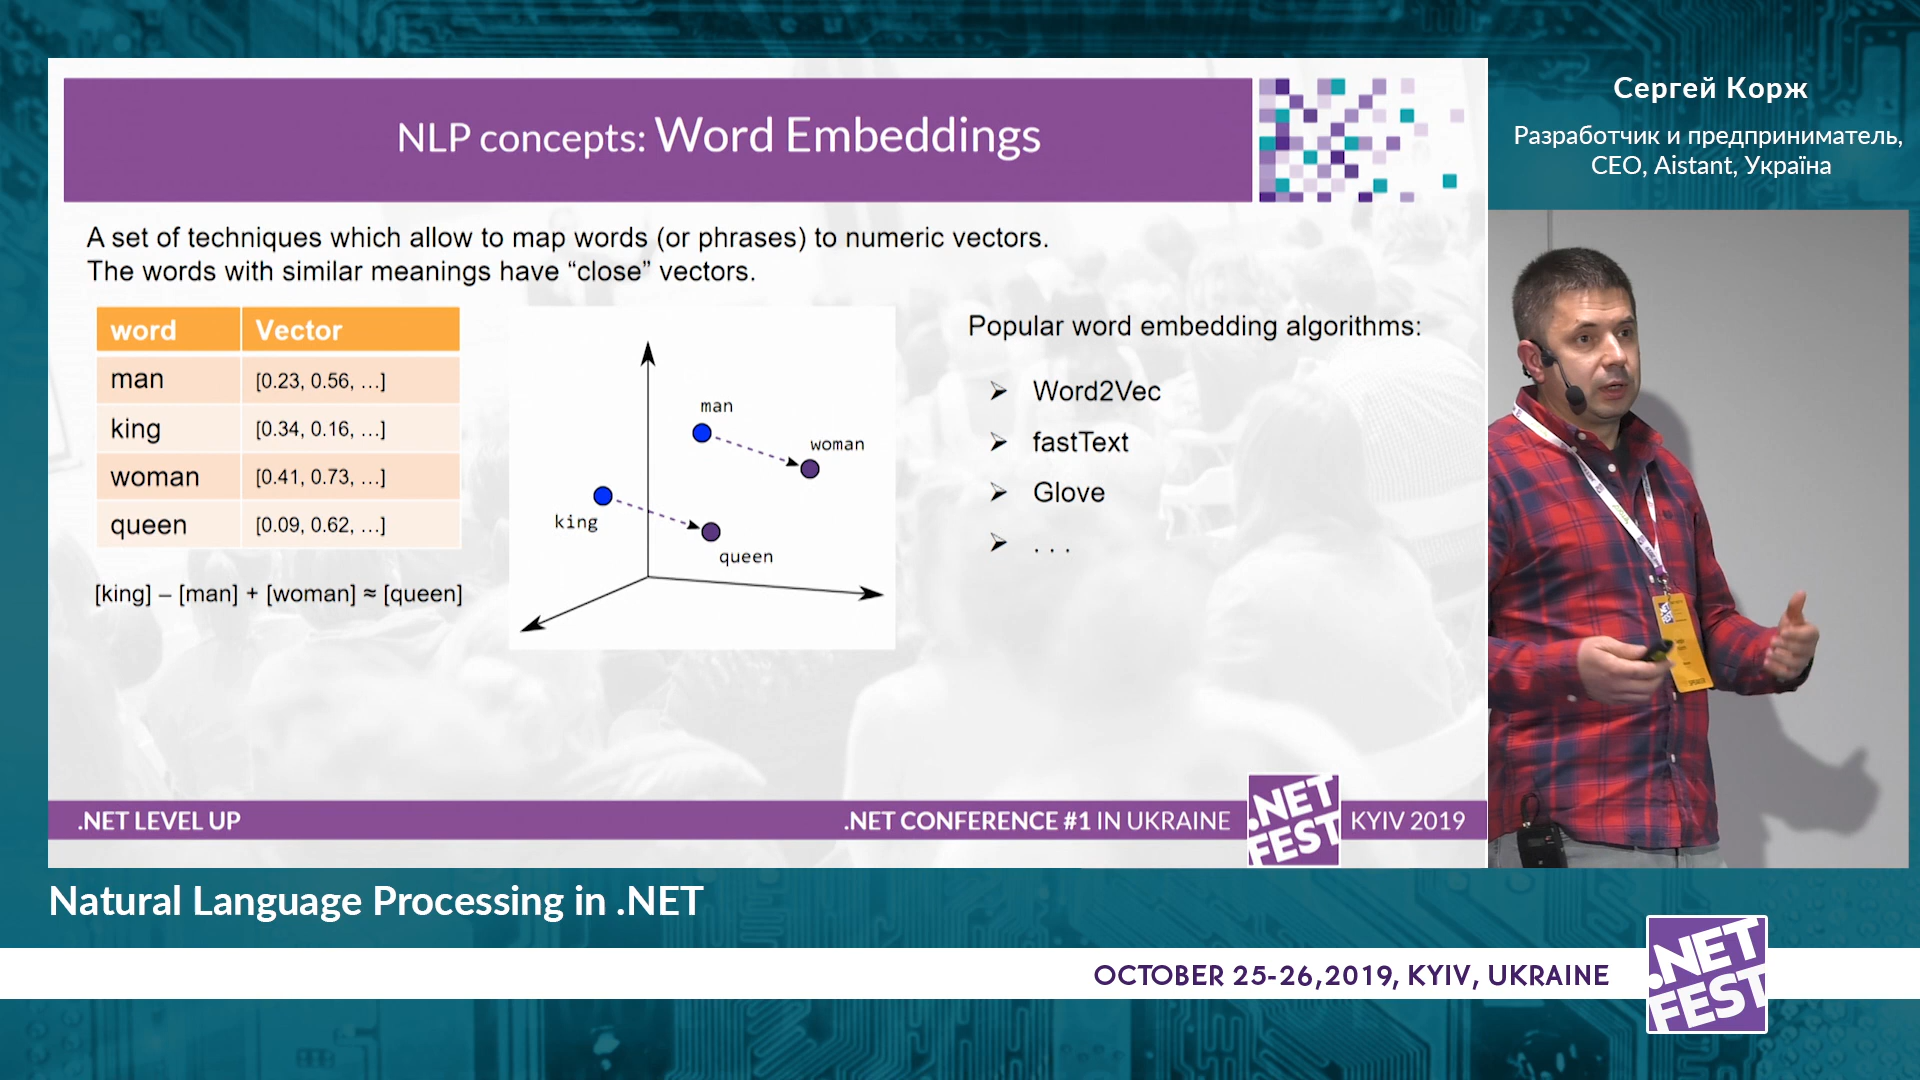 NLP concepts: Word Embeddings
A set of techniques which allow to map words (or phrases) to numeric vectors.
The words with similar meanings have “close” vectors.
word Vector
man [0.23, 0.56, …]
king [0.34, 0.16, …]
woman [0.41, 0.73, …]
queen [0.09, 0.62, …]
[king] – [man] + [woman] ≈ [queen]
man
woman
king
queen
Popular word embedding algorithms:
Word2Vec
fastText
Glove
. . .
.NET LEVEL UP
.NET CONFERENCE #1 IN UKRAINE
.NET
FEST
KYIV 2019
Сергей Корж
Разработчик и предприниматель,
CEO, Aistant, Україна
Natural Language Processing in .NET
OCTOBER 25-26,2019, KYIV, UKRAINE
.NET
FEST